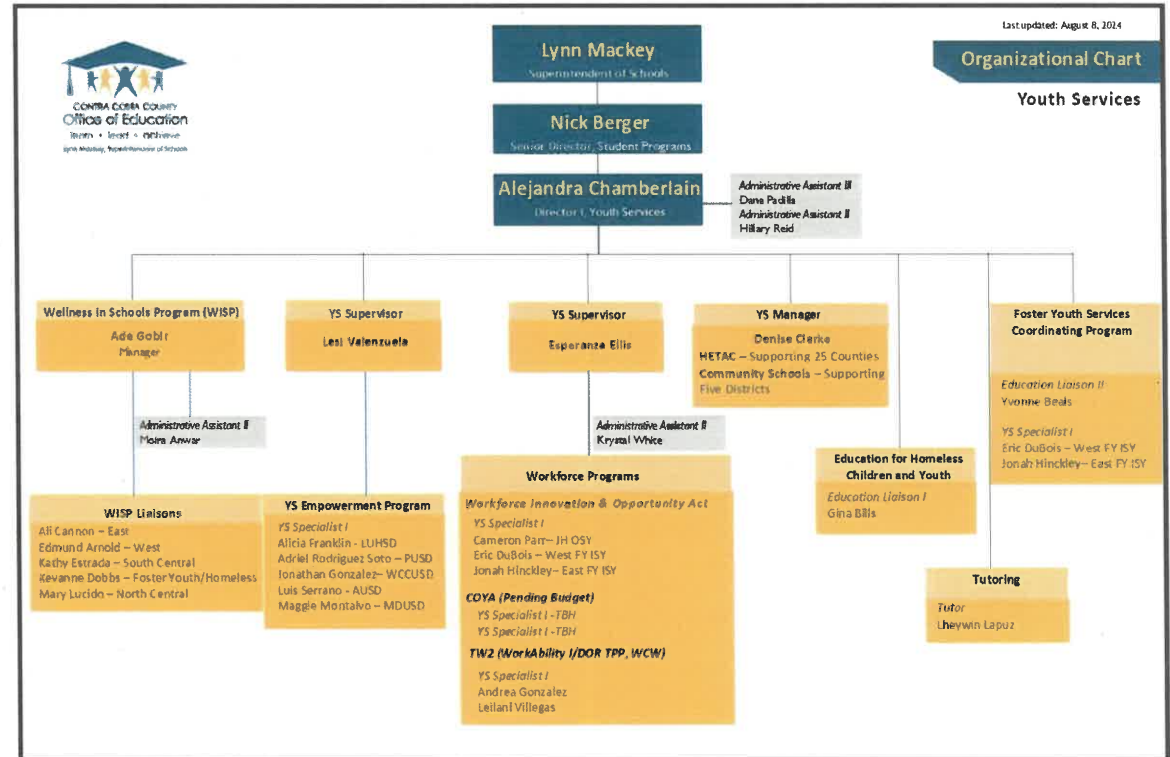 Last updated: August 8, 2024
Organizational Chart
Youth Services
CONTRA COSTA COUNTY
Office of Education
learn • lead • achieve
Lynn Mackey, Superintendent of Schools
Lynn Mackey
Superintendent of Schools
Nick Berger
Senior Director, Student Programs
Alejandra Chamberlain
Director I, Youth Services
Administrative Assistant III
Dana Padilla
Administrative Assistant II
Hillary Reid
Wellness in Schools Program (WISP)
Ade Gobir
Manager
Administrative Assistant II
Moira Anwar
WISP Liaisons
Ali Cannon – East
Edmund Arnold – West
Kathy Estrada – South Central
Kevanne Dobbs – Foster Youth/Homeless
Mary Lucido – North Central
YS Supervisor
Lesi Valenzuela
YS Empowerment Program
YS Specialist I
Alicia Franklin - LUHSD
Adriel Rodriguez Soto – PUSD
Jonathan Gonzalez– WCCUSD
Luis Serrano - AUSD
Maggie Montalvo – MDUSD
YS Supervisor
Esperanza Ellis
Administrative Assistant II
Krystal White
Workforce Programs
Workforce Innovation & Opportunity Act
YS Specialist I
Cameron Parr– JH OSY
Eric DuBois – West FY ISY
Jonah Hinckley– East FY ISY
COYA (Pending Budget)
YS Specialist I -TBH
YS Specialist I -TBH
TW2 (WorkAbility I/DOR TPP, WCW)
YS Specialist I
Andrea Gonzalez
Leilani Villegas
YS Manager
Denise Clarke
HETAC – Supporting 25 Counties
Community Schools – Supporting
Five Districts
Education for Homeless
Children and Youth
Education Liaison I
Gina Bills
Tutoring
Tutor
Lheywin Lapuz
Foster Youth Services
Coordinating Program
Education Liaison II
Yvonne Beals
YS Specialist I
Eric DuBois – West FY ISY
Jonah Hinckley– East FY ISY